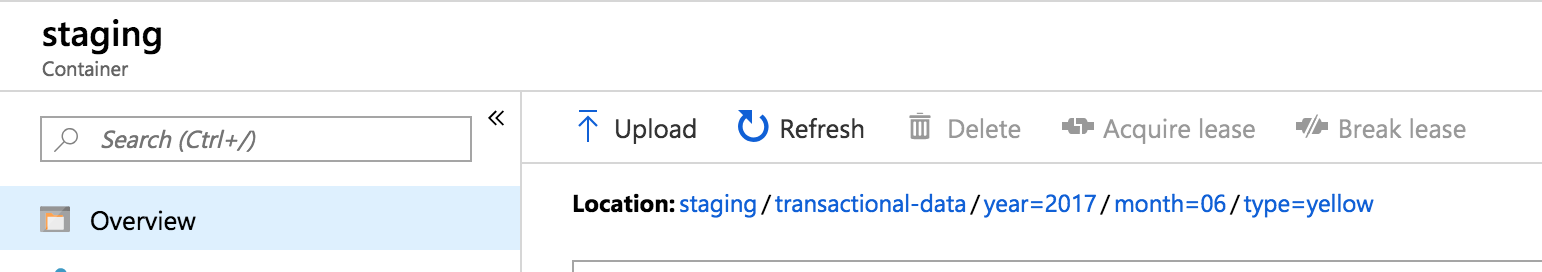 staging
Container
«
Search (Ctrl+/)
Upload Refresh Delete Acquire lease Break lease
Overview
Location: staging / transactional-data / year=2017 / month=06 / type=yellow